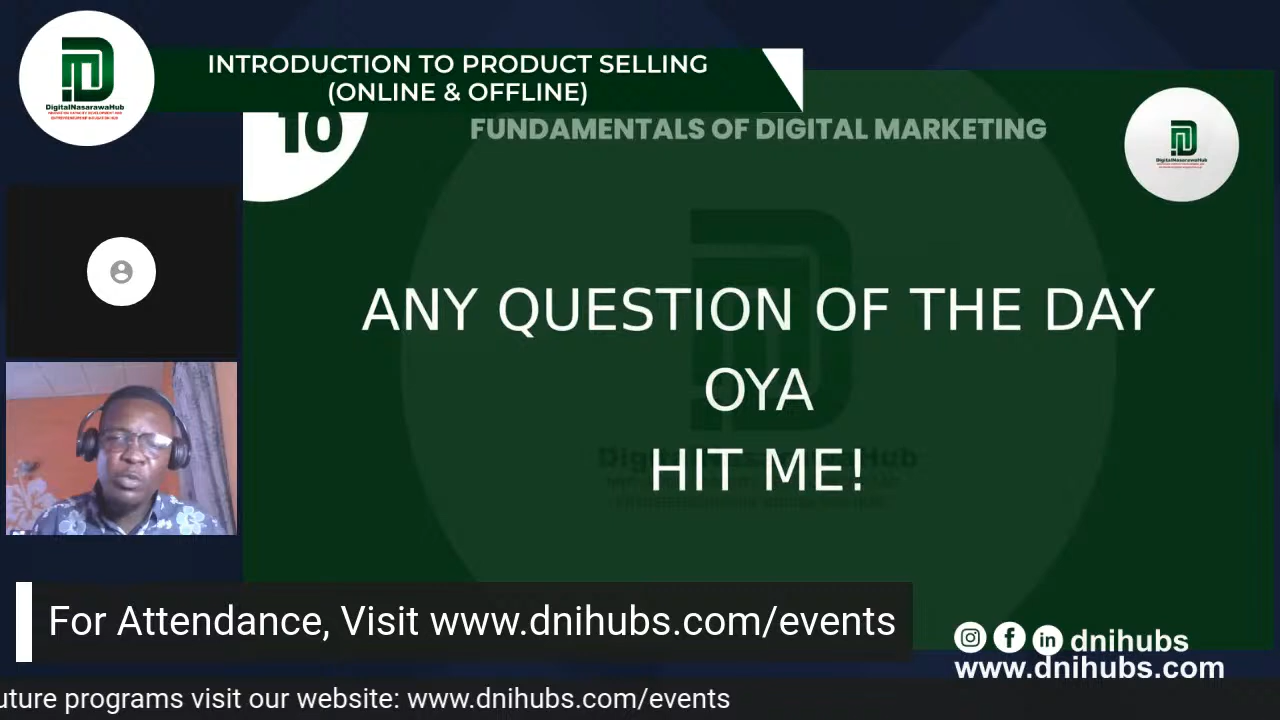 DigitalNasarawaHub
INTRODUCTION TO PRODUCT SELLING
(ONLINE & OFFLINE)
10
FUNDAMENTALS OF DIGITAL MARKETING
DigitalNasarawaHub
ANY QUESTION OF THE DAY
OYA
HIT ME!
DigitalNasarawaHub
For Attendance, Visit www.dnihubs.com/events
dnihubs
www.dnihubs.com
uture programs visit our website: www.dnihubs.com/events